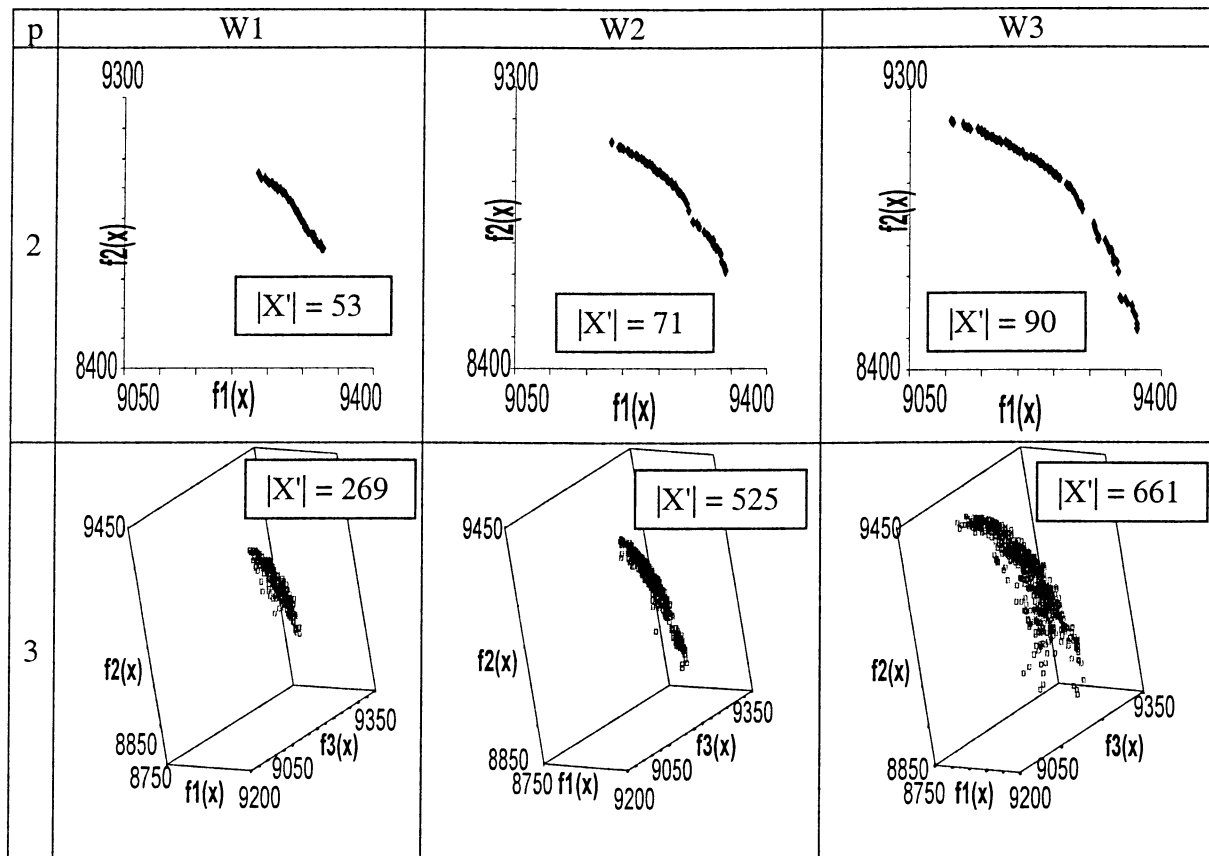 p W1 W2 W3
2
9300
f2(x)
|X'| = 53
8400
9050 f1(x) 9400
9300
f2(x)
|X'| = 71
8400
9050 f1(x) 9400
9300
f2(x)
|X'| = 90
8400
9050 f1(x) 9400
3
|X'| = 269
9450
f2(x)
9350
f3(x)
8850
8750
9050
f1(x)
9200
|X'| = 525
9450
f2(x)
9350
f3(x)
8850
8750
9050
f1(x)
9200
|X'| = 661
9450
f2(x)
9350
f3(x)
8850
8750
9050
f1(x)
9200